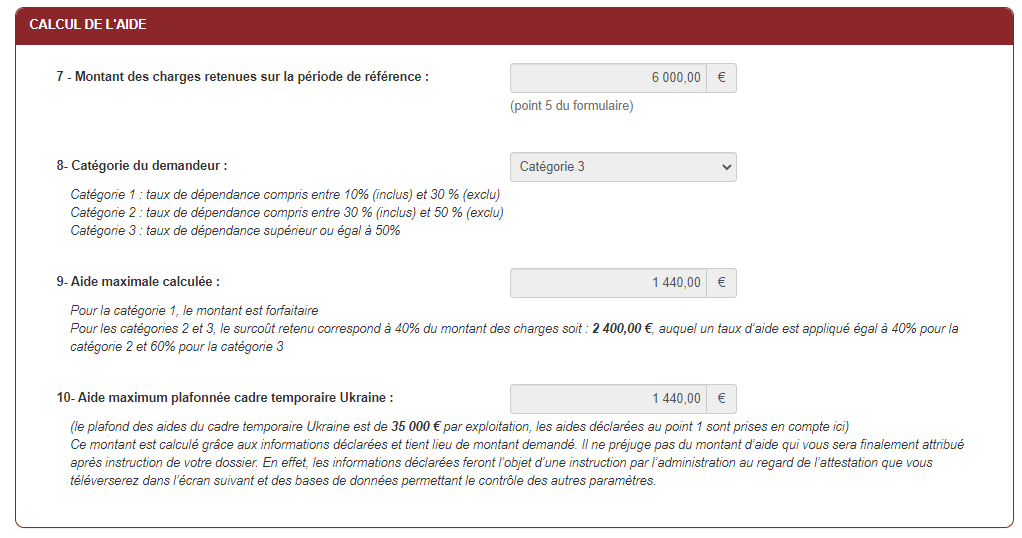 CALCUL DE L'AIDE
7 - Montant des charges retenues sur la période de référence :
6 000,00 €
(point 5 du formulaire)
8- Catégorie du demandeur :
Catégorie 3
Catégorie 1 : taux de dépendance compris entre 10% (inclus) et 30 % (exclu)
Catégorie 2 : taux de dépendance compris entre 30 % (inclus) et 50 % (exclu)
Catégorie 3 : taux de dépendance supérieur ou égal à 50%
9- Aide maximale calculée :
1 440,00 €
Pour la catégorie 1, le montant est forfaitaire
Pour les catégories 2 et 3, le surcoût retenu correspond à 40% du montant des charges soit : 2 400,00 €, auquel un taux d'aide est appliqué égal à 40% pour la
catégorie 2 et 60% pour la catégorie 3
10- Aide maximum plafonnée cadre temporaire Ukraine :
1 440,00 €
(le plafond des aides du cadre temporaire Ukraine est de 35 000 € par exploitation, les aides déclarées au point 1 sont prises en compte ici)
Ce montant est calculé grâce aux informations déclarées et tient lieu de montant demandé. Il ne préjuge pas du montant d'aide qui vous sera finalement attribué
après instruction de votre dossier. En effet, les informations déclarées feront l'objet d'une instruction par l'administration au regard de l'attestation que vous
téléverserez dans l'écran suivant et des bases de données permettant le contrôle des autres paramètres.